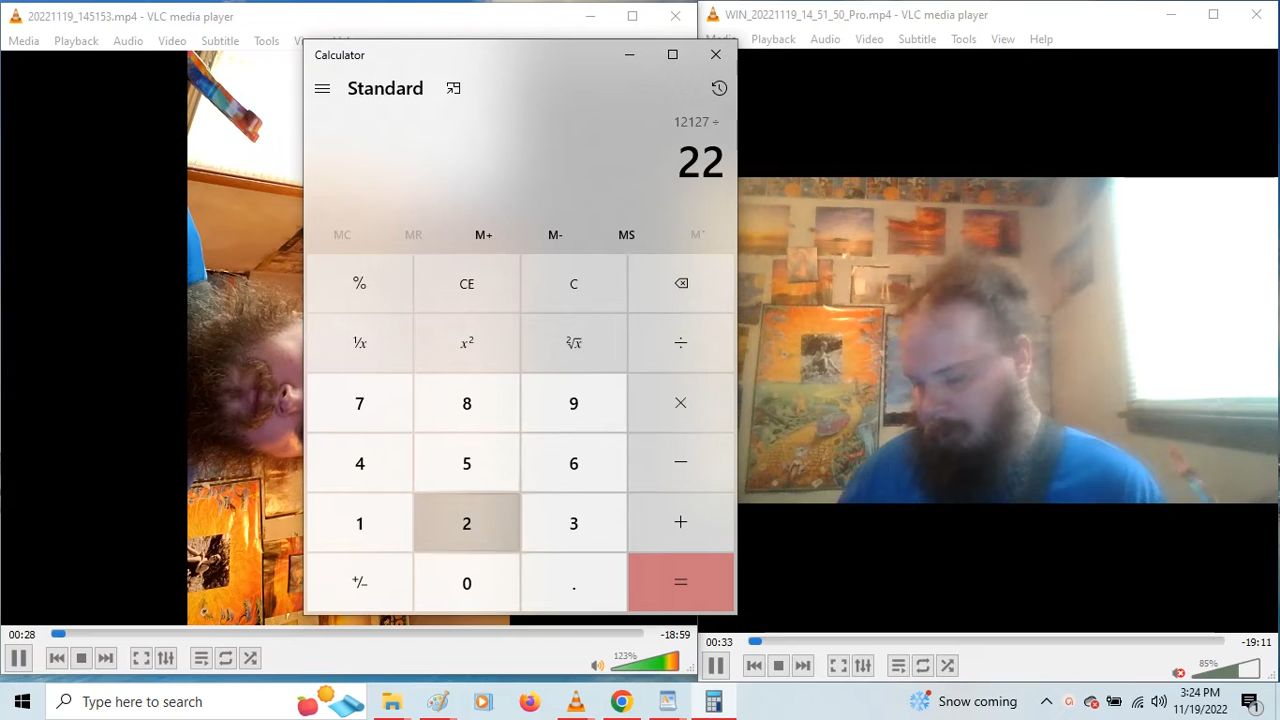 20221119_145153.mp4 - VLC media player
Media Playback Audio Video Subtitle Tools
WIN_20221119_14_51_50_Pro.mp4 - VLC media player
Playback Audio Video Subtitle Tools View Help
Calculator
Standard
12127 ÷
22
MC MR M+ M- MS M˅
% CE C
⅟x x² ²√x ÷
7 8 9 ×
4 5 6 −
1 2 3 +
+/− 0 . =
00:28 -18:59
123%
00:33 -19:11
85%
Type here to search
Snow coming
3:24 PM
11/19/2022
1